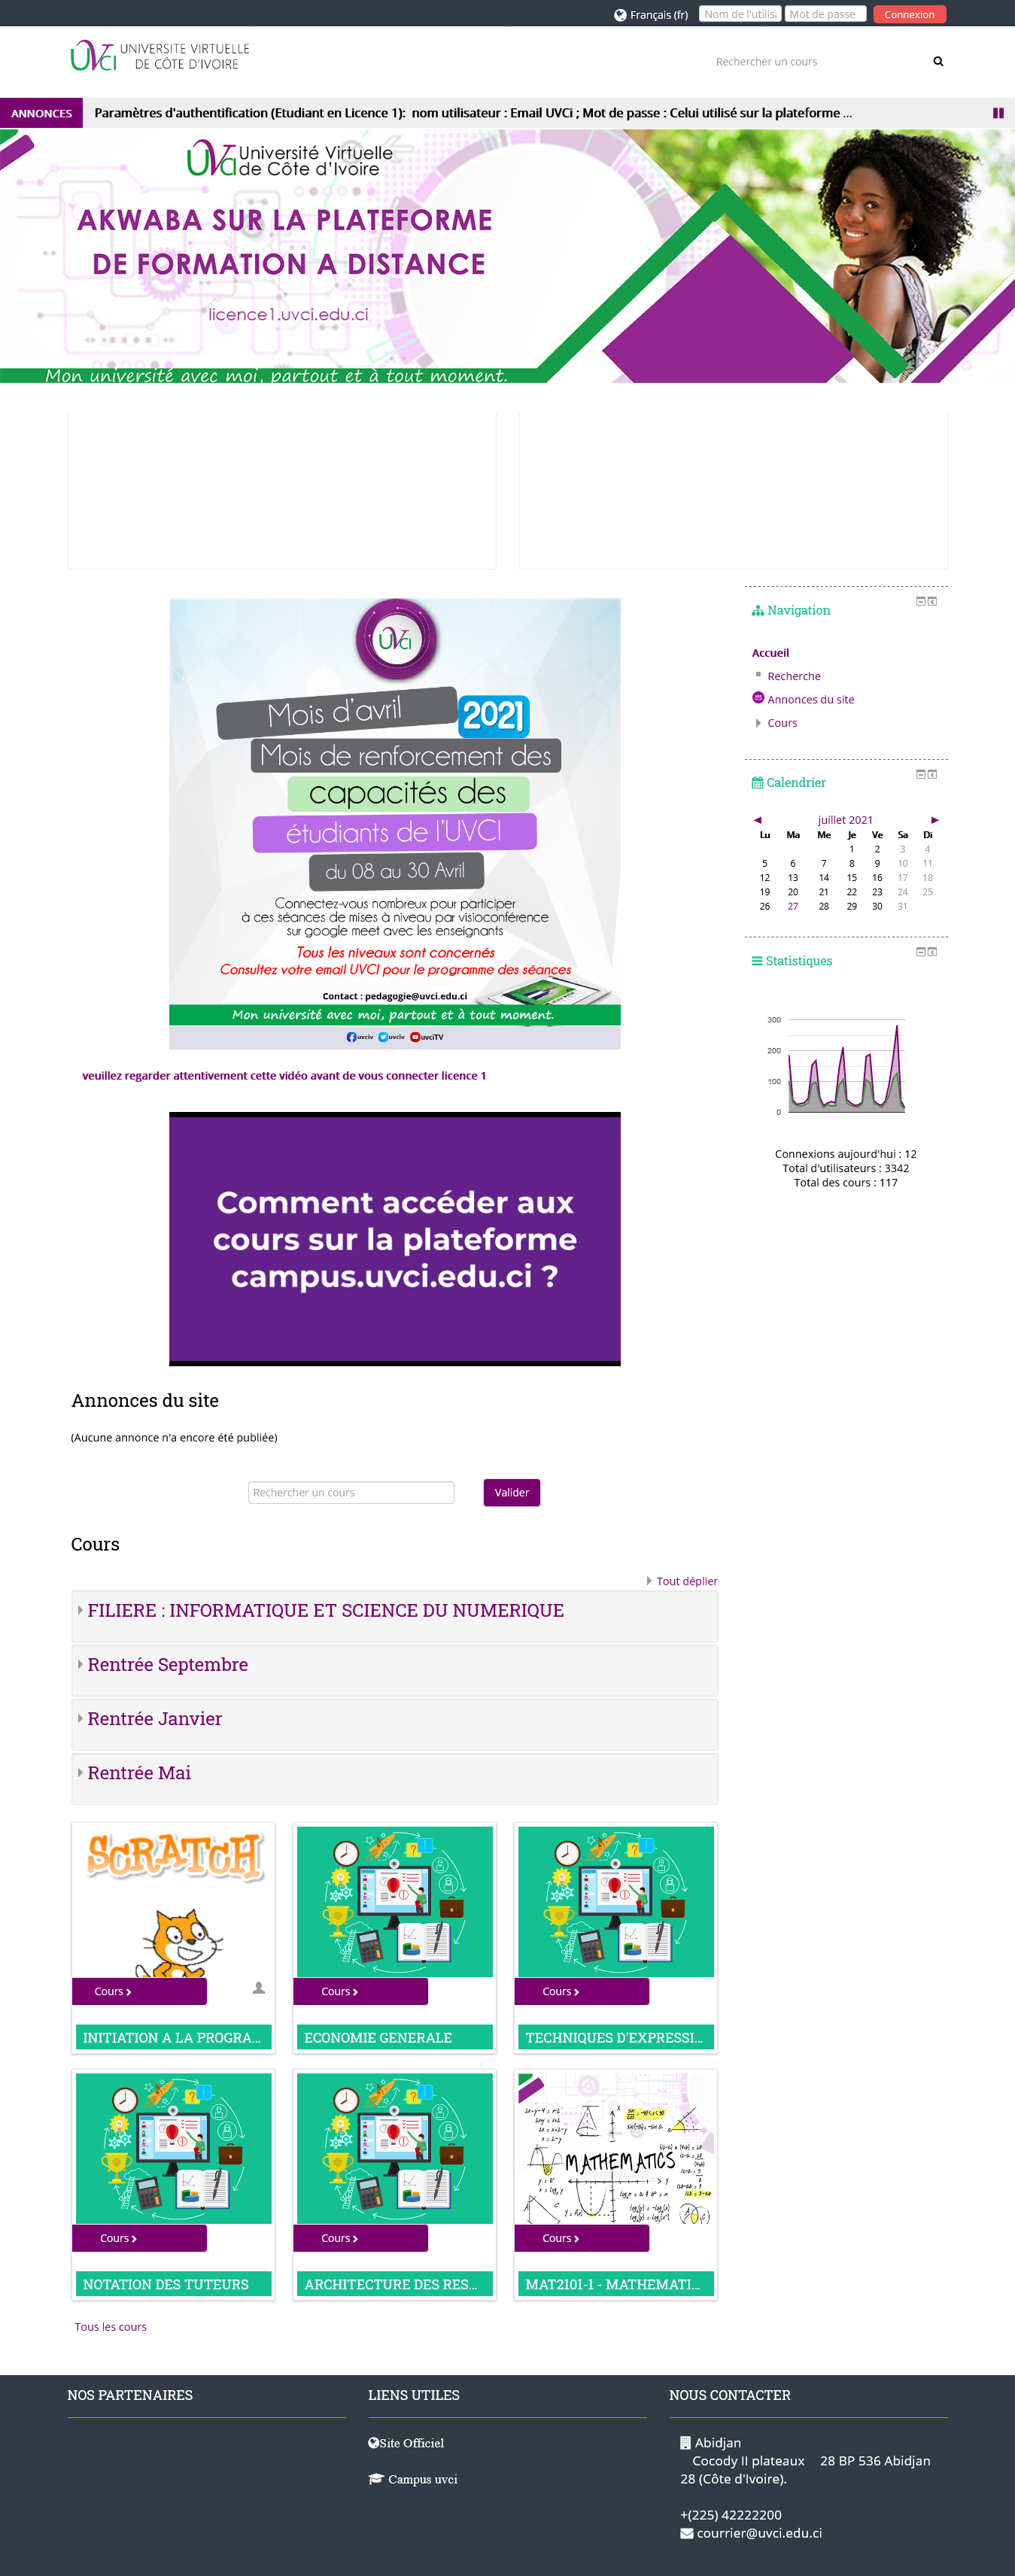 Français (fr)
Nom de l'utilis
Mot de passe
Connexion
UVCi UNIVERSITE VIRTUELLE
DE CÔTE D'IVOIRE
Rechercher un cours
ANNONCES
Paramètres d'authentification (Etudiant en Licence 1): nom utilisateur : Email UVCi ; Mot de passe : Celui utilisé sur la plateforme ...
UVCi Université Virtuelle
de Côte d'Ivoire
AKWABA SUR LA PLATEFORME
DE FORMATION A DISTANCE
licence1.uvci.edu.ci
Mon université avec moi, partout et à tout moment.
UVCI
Mois d'avril 2021
Mois de renforcement des
capacités des
étudiants de l'UVCI
du 08 au 30 Avril
Connectez-vous nombreux pour participer
à ces séances de mises à niveau par visioconférence
sur google meet avec les enseignants
Tous les niveaux sont concernés
Consultez votre email UVCI pour le programme des séances
Contact : pedagogie@uvci.edu.ci
Mon université avec moi, partout et à tout moment.
uvciv uvciv uvciTV
veuillez regarder attentivement cette vidéo avant de vous connecter licence 1
Comment accéder aux
cours sur la plateforme
campus.uvci.edu.ci ?
Annonces du site
(Aucune annonce n'a encore été publiée)
Rechercher un cours
Valider
Cours
Tout déplier
FILIERE : INFORMATIQUE ET SCIENCE DU NUMERIQUE
Rentrée Septembre
Rentrée Janvier
Rentrée Mai
SCRATCH
Cours
INITIATION A LA PROGRA...
Cours
ECONOMIE GENERALE
Cours
TECHNIQUES D'EXPRESSI...
Cours
NOTATION DES TUTEURS
Cours
ARCHITECTURE DES RES...
MATHEMATICS
Cours
MAT2101-1 - MATHEMATI...
Tous les cours
Navigation
Accueil
Recherche
Annonces du site
Cours
Calendrier
juillet 2021
Lu Ma Me Je Ve Sa Di
1 2 3 4
5 6 7 8 9 10 11
12 13 14 15 16 17 18
19 20 21 22 23 24 25
26 27 28 29 30 31
Statistiques
300
200
100
0
Connexions aujourd'hui : 12
Total d'utilisateurs : 3342
Total des cours : 117
NOS PARTENAIRES
LIENS UTILES
Site Officiel
Campus uvci
NOUS CONTACTER
Abidjan
Cocody II plateaux 28 BP 536 Abidjan
28 (Côte d'Ivoire).
+(225) 42222200
courrier@uvci.edu.ci